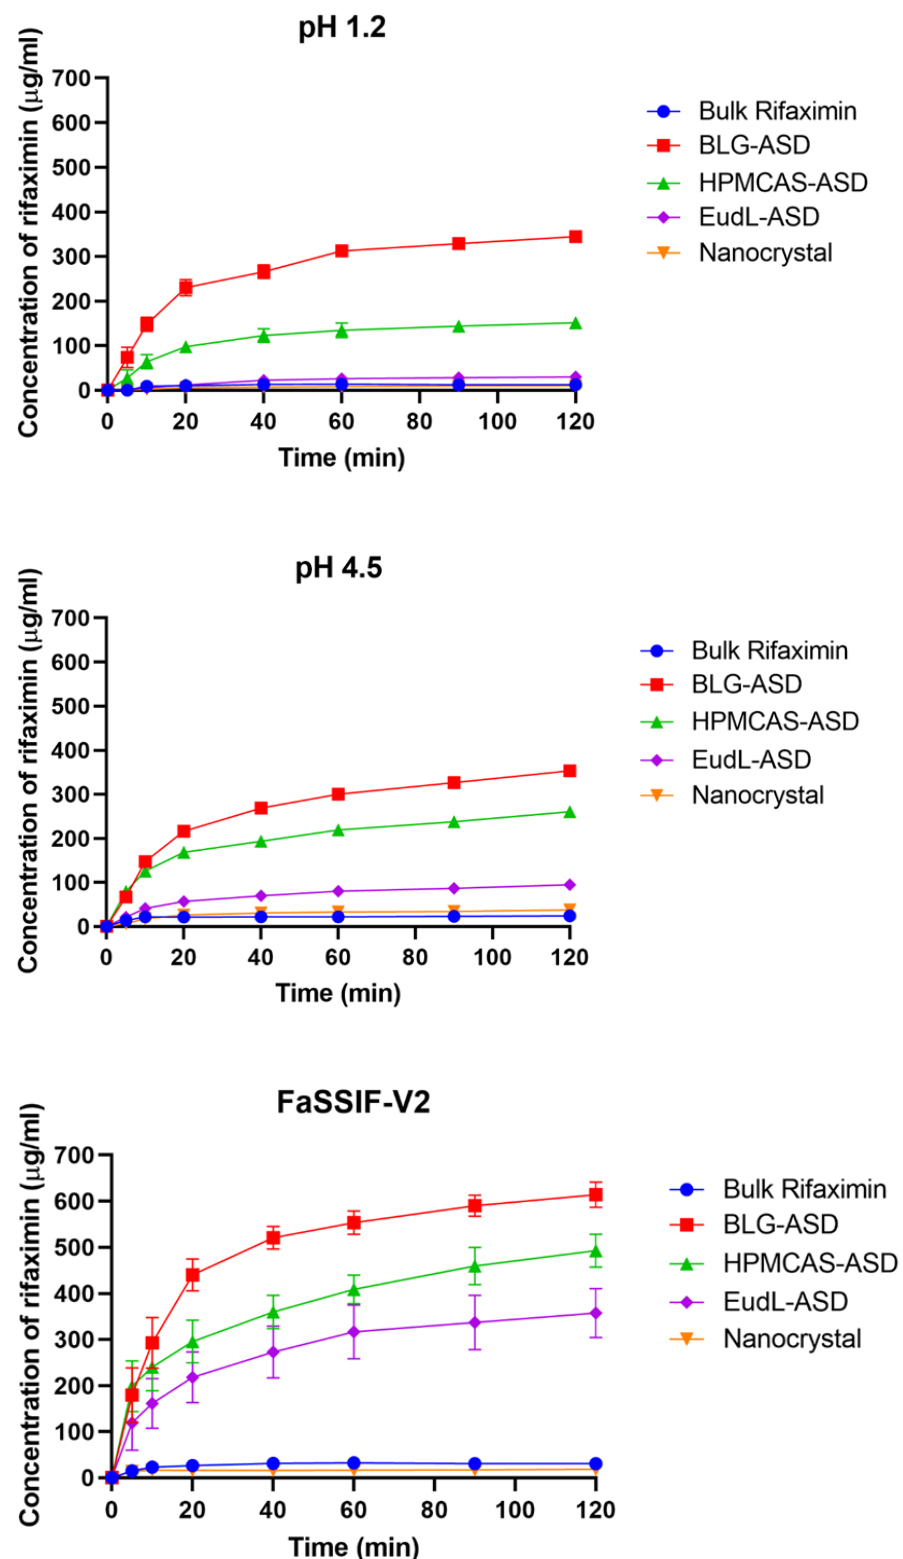 pH 1.2
Concentration of rifaximin (μg/ml)
700
600
500
400
300
200
100
0
0 20 40 60 80 100 120
Time (min)
Bulk Rifaximin
BLG-ASD
HPMCAS-ASD
EudL-ASD
Nanocrystal
pH 4.5
Concentration of rifaximin (μg/ml)
700
600
500
400
300
200
100
0
0 20 40 60 80 100 120
Time (min)
Bulk Rifaximin
BLG-ASD
HPMCAS-ASD
EudL-ASD
Nanocrystal
FaSSIF-V2
Concentration of rifaximin (μg/ml)
700
600
500
400
300
200
100
0
0 20 40 60 80 100 120
Time (min)
Bulk Rifaximin
BLG-ASD
HPMCAS-ASD
EudL-ASD
Nanocrystal